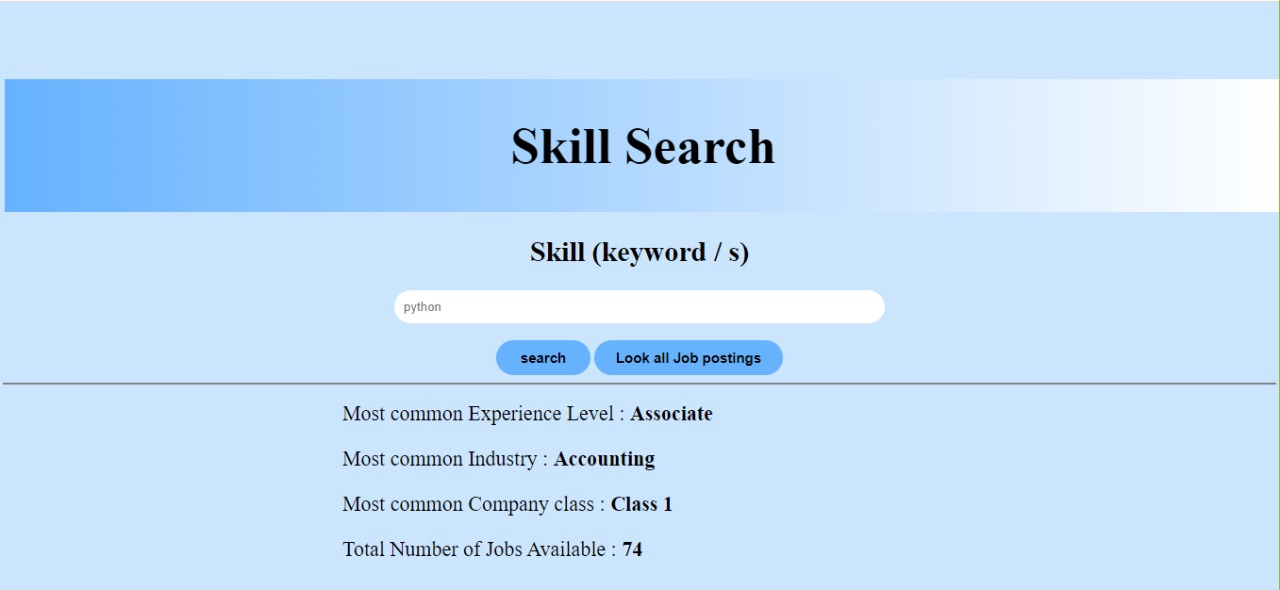 Skill Search
Skill (keyword / s)
python
search Look all Job postings
Most common Experience Level : Associate
Most common Industry : Accounting
Most common Company class : Class 1
Total Number of Jobs Available : 74